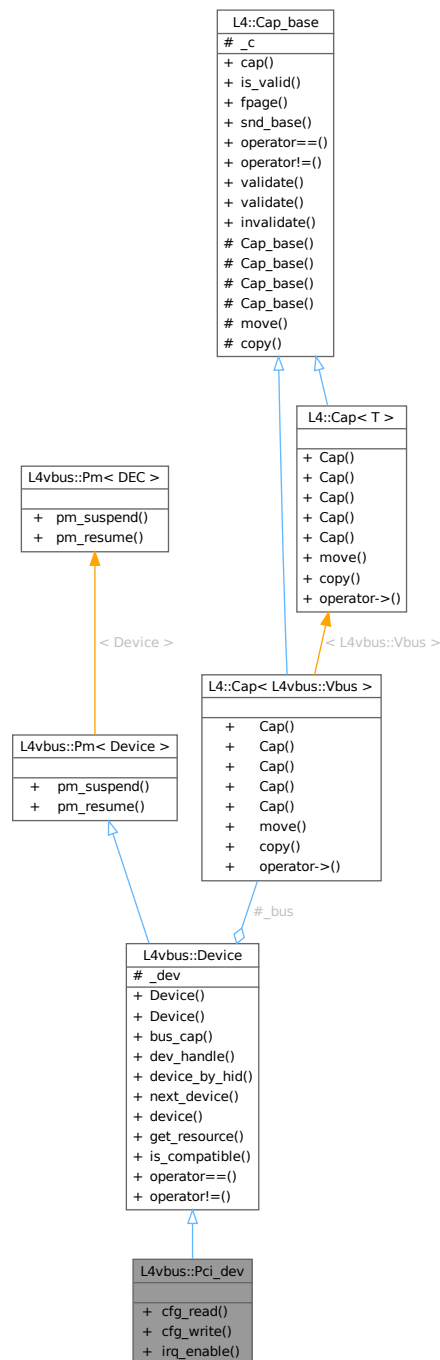 L4::Cap_base
# _c
+ cap()
+ is_valid()
+ fpage()
+ snd_base()
+ operator==()
+ operator!=()
+ validate()
+ validate()
+ invalidate()
# Cap_base()
# Cap_base()
# Cap_base()
# Cap_base()
# move()
# copy()
L4::Cap< T >
+ Cap()
+ Cap()
+ Cap()
+ Cap()
+ Cap()
+ move()
+ copy()
+ operator->()
L4vbus::Pm< DEC >
+ pm_suspend()
+ pm_resume()
< Device >
< L4vbus::Vbus >
L4::Cap< L4vbus::Vbus >
+ Cap()
+ Cap()
+ Cap()
+ Cap()
+ Cap()
+ move()
+ copy()
+ operator->()
L4vbus::Pm< Device >
+ pm_suspend()
+ pm_resume()
#_bus
L4vbus::Device
# _dev
+ Device()
+ Device()
+ bus_cap()
+ dev_handle()
+ device_by_hid()
+ next_device()
+ device()
+ get_resource()
+ is_compatible()
+ operator==()
+ operator!=()
L4vbus::Pci_dev
+ cfg_read()
+ cfg_write()
+ irq_enable()